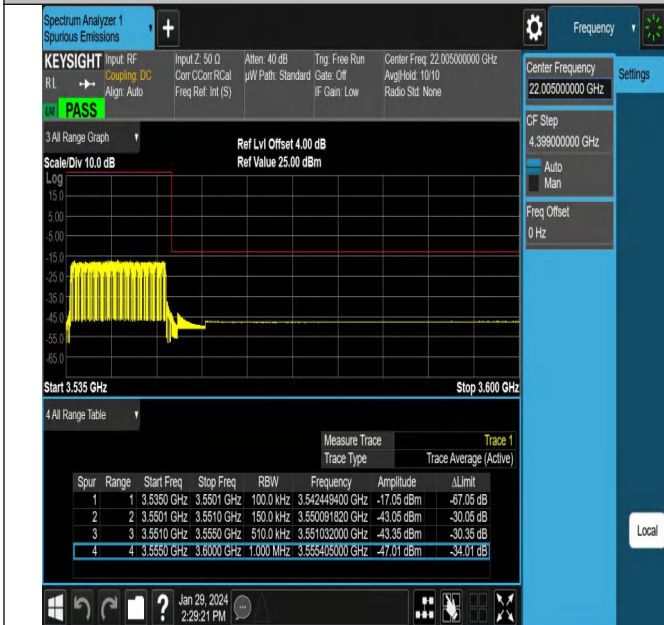 Spectrum Analyzer 1
Spurious Emissions
+
Frequency
KEYSIGHT Input: RF Input Z: 50 Ω Atten: 40 dB Trig: Free Run Center Freq: 22.005000000 GHz
RL Coupling: DC Corr CCorr RCal µW Path: Standard Gate: Off Avg|Hold: 10/10
Align: Auto Freq Ref: Int (S) IF Gain: Low Radio Std: None
LXI PASS
Center Frequency
22.005000000 GHz
Settings
CF Step
4.399000000 GHz
Auto
Man
Freq Offset
0 Hz
3 All Range Graph
Ref Lvl Offset 4.00 dB
Scale/Div 10.0 dB Ref Value 25.00 dBm
Log
15.0
5.00
-5.00
-15.0
-25.0
-35.0
-45.0
-55.0
-65.0
Start 3.535 GHz Stop 3.600 GHz
4 All Range Table
Measure Trace Trace 1
Trace Type Trace Average (Active)
Spur Range Start Freq Stop Freq RBW Frequency Amplitude ΔLimit
1 1 3.5350 GHz 3.5501 GHz 100.0 kHz 3.542449400 GHz -17.05 dBm -67.05 dB
2 2 3.5501 GHz 3.5510 GHz 150.0 kHz 3.550091820 GHz -43.05 dBm -30.05 dB
3 3 3.5510 GHz 3.5550 GHz 510.0 kHz 3.551032000 GHz -43.35 dBm -30.35 dB
4 4 3.5550 GHz 3.6000 GHz 1.000 MHz 3.555405000 GHz -47.01 dBm -34.01 dB
Local
Jan 29, 2024
2:29:21 PM